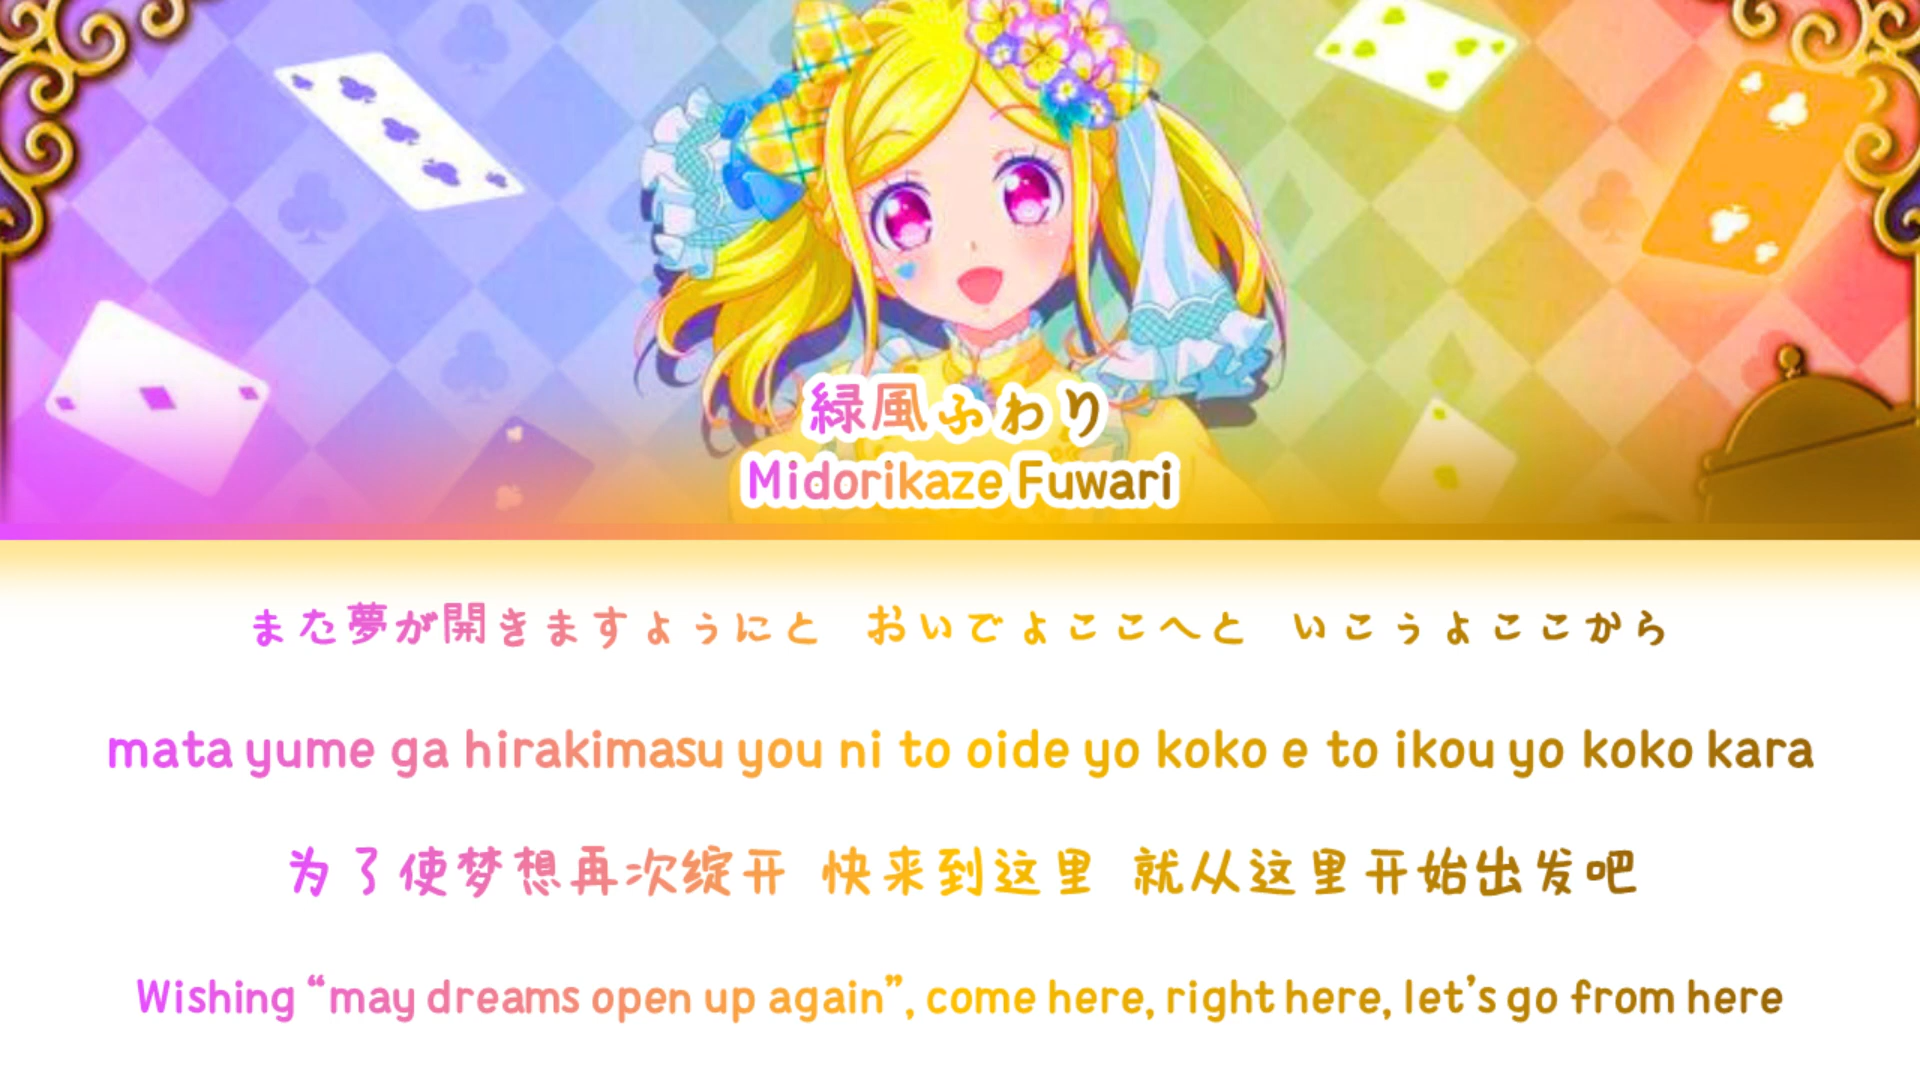 緑風ふわり
Midorikaze Fuwari
また夢が開きますようにと おいでよここへと いこうよここから
mata yume ga hirakimasu you ni to oide yo koko e to ikou yo koko kara
为了使梦想再次绽开 快来到这里 就从这里开始出发吧
Wishing “may dreams open up again”, come here, right here, let’s go from here